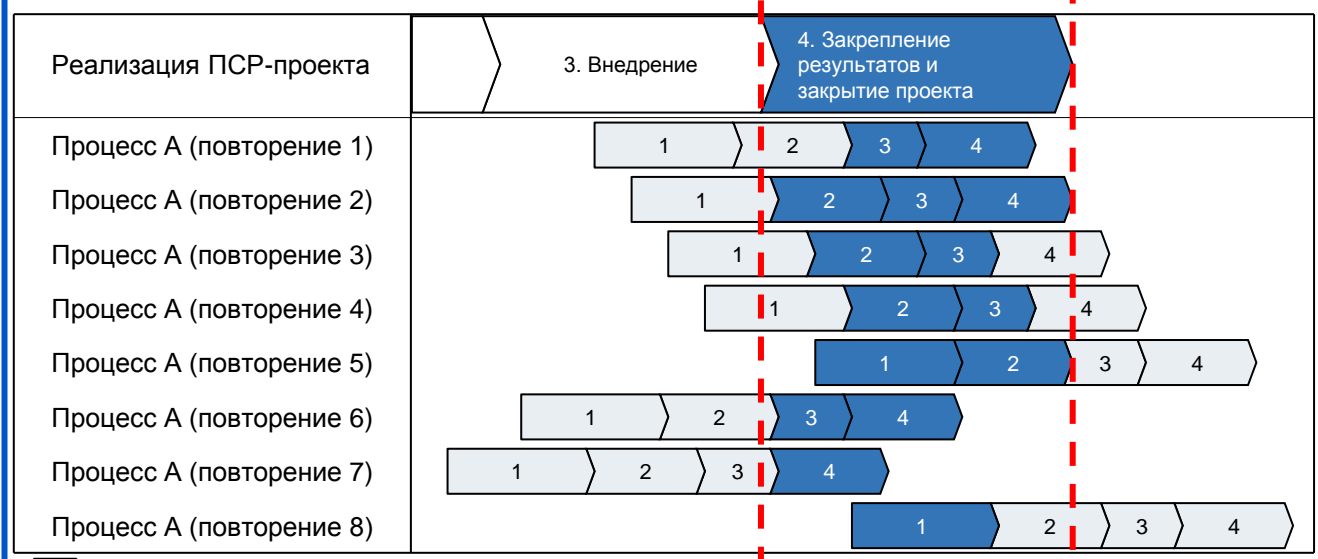 Реализация ПСР-проекта
3. Внедрение
4. Закрепление
результатов и
закрытие проекта
Процесс А (повторение 1)
1 2 3 4
Процесс А (повторение 2)
1 2 3 4
Процесс А (повторение 3)
1 2 3 4
Процесс А (повторение 4)
1 2 3 4
Процесс А (повторение 5)
1 2 3 4
Процесс А (повторение 6)
1 2 3 4
Процесс А (повторение 7)
1 2 3 4
Процесс А (повторение 8)
1 2 3 4